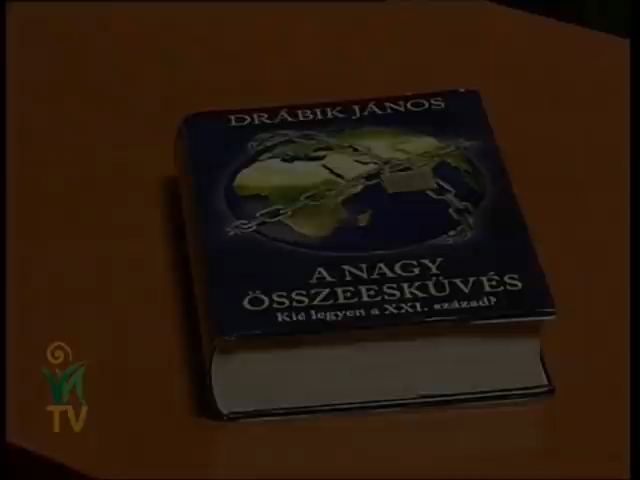 DRÁBIK JÁNOS
A NAGY
ÖSSZEESKÜVÉS
Kié legyen a XXI. század?
TV